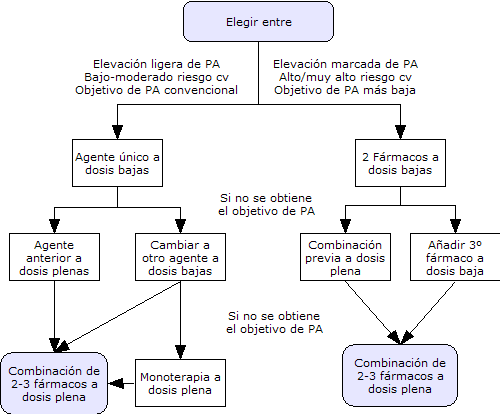 Elegir entre
Elevación ligera de PA
Bajo-moderado riesgo cv
Objetivo de PA convencional
Elevación marcada de PA
Alto/muy alto riesgo cv
Objetivo de PA más baja
Agente único a
dosis bajas
2 Fármacos a
dosis bajas
Si no se obtiene
el objetivo de PA
Agente
anterior a
dosis plenas
Cambiar a
otro agente a
dosis bajas
Combinación
previa a dosis
plena
Añadir 3º
fármaco a
dosis baja
Si no se obtiene
el objetivo de PA
Combinación de
2-3 fármacos a
dosis plena
Monoterapia a
dosis plena
Combinación de
2-3 fármacos a
dosis plena